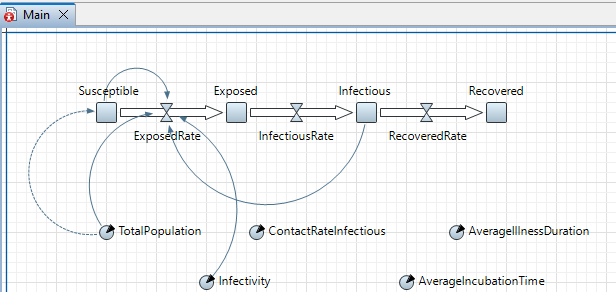 Main
Susceptible Exposed Infectious Recovered
ExposedRate InfectiousRate RecoveredRate
TotalPopulation ContactRateInfectious AverageIllnessDuration
Infectivity AverageIncubationTime